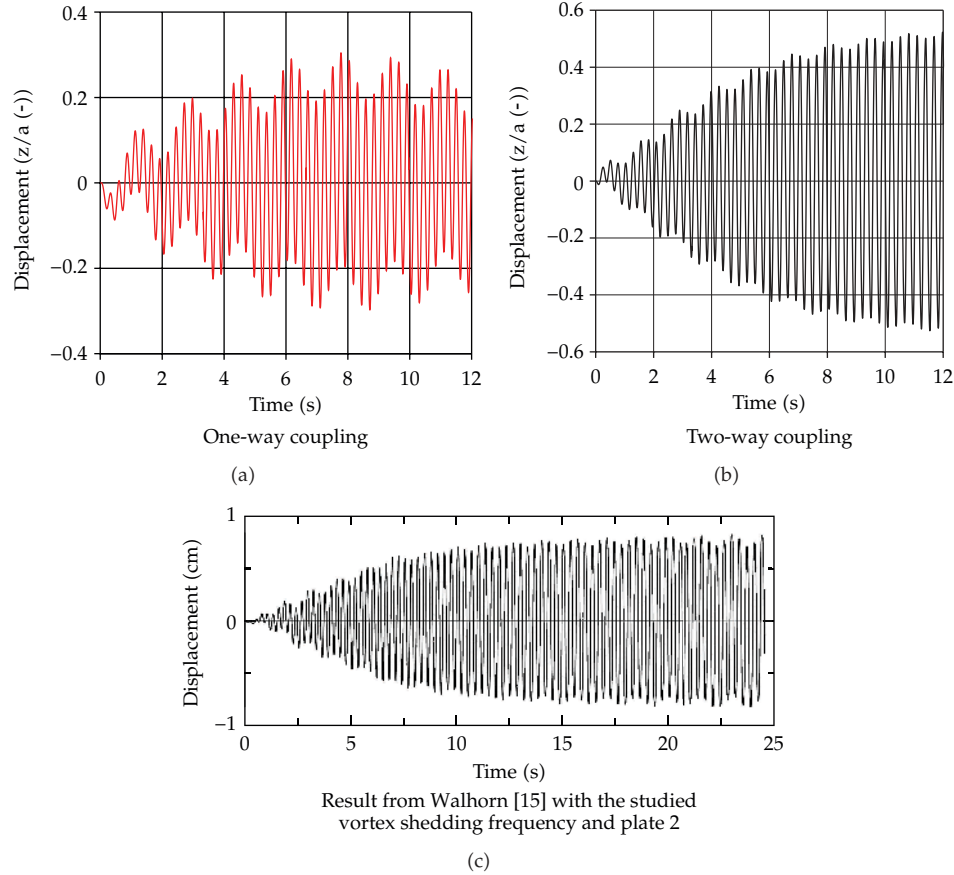 0.4
0.2
0
−0.2
−0.4
Displacement (z/a (-))
0 2 4 6 8 10 12
Time (s)
One-way coupling
(a)
0.6
0.4
0.2
0
−0.2
−0.4
−0.6
Displacement (z/a (-))
0 2 4 6 8 10 12
Time (s)
Two-way coupling
(b)
1
0
−1
Displacement (cm)
0 5 10 15 20 25
Time (s)
Result from Walhorn [15] with the studied
vortex shedding frequency and plate 2
(c)